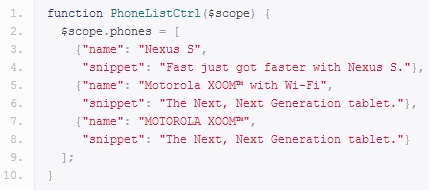 1. function PhoneListCtrl($scope) {
2.   $scope.phones = [
3.     {"name": "Nexus S",
4.      "snippet": "Fast just got faster with Nexus S."},
5.     {"name": "Motorola XOOM™ with Wi-Fi",
6.      "snippet": "The Next, Next Generation tablet."},
7.     {"name": "MOTOROLA XOOM™",
8.      "snippet": "The Next, Next Generation tablet."}
9.   ];
10. }